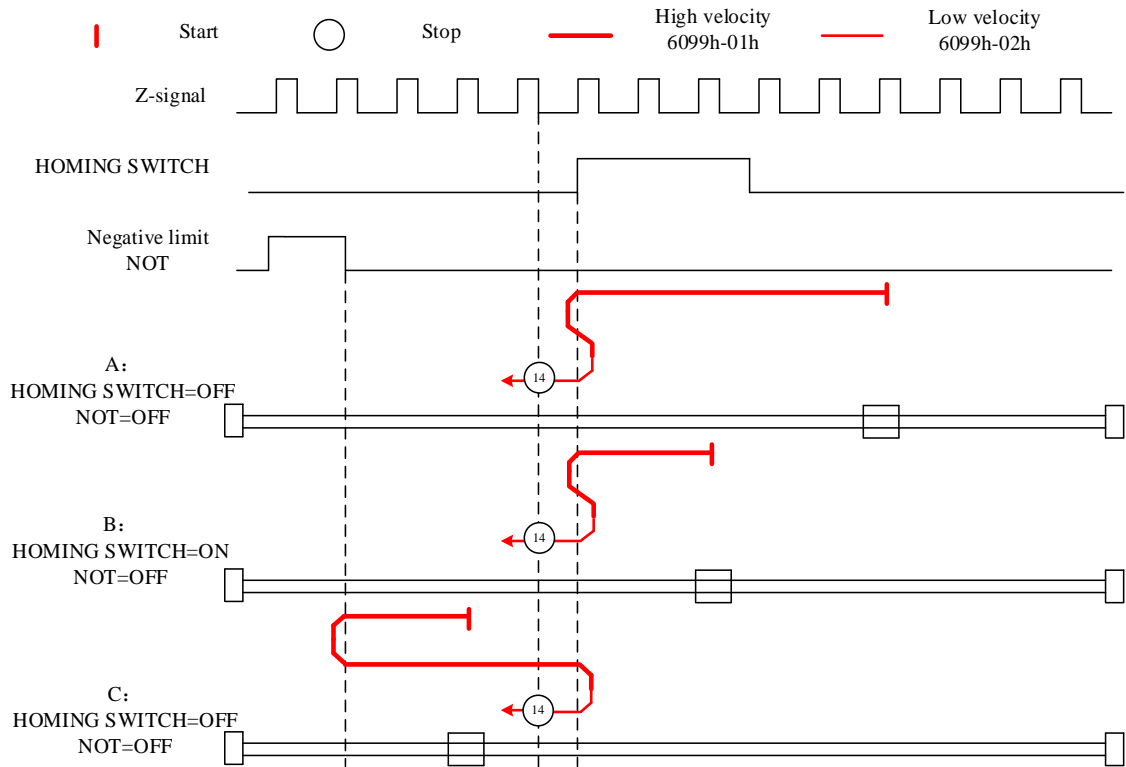 Start
Stop
High velocity
6099h-01h
Low velocity
6099h-02h
Z-signal
HOMING SWITCH
Negative limit
NOT
A：
HOMING SWITCH=OFF
NOT=OFF
14
B：
HOMING SWITCH=ON
NOT=OFF
14
C：
HOMING SWITCH=OFF
NOT=OFF
14